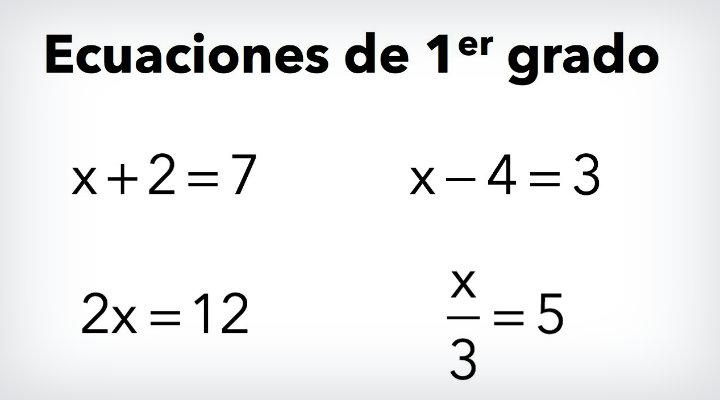 Ecuaciones de 1er grado
x + 2 = 7
x − 4 = 3
2x = 12
x
3
= 5